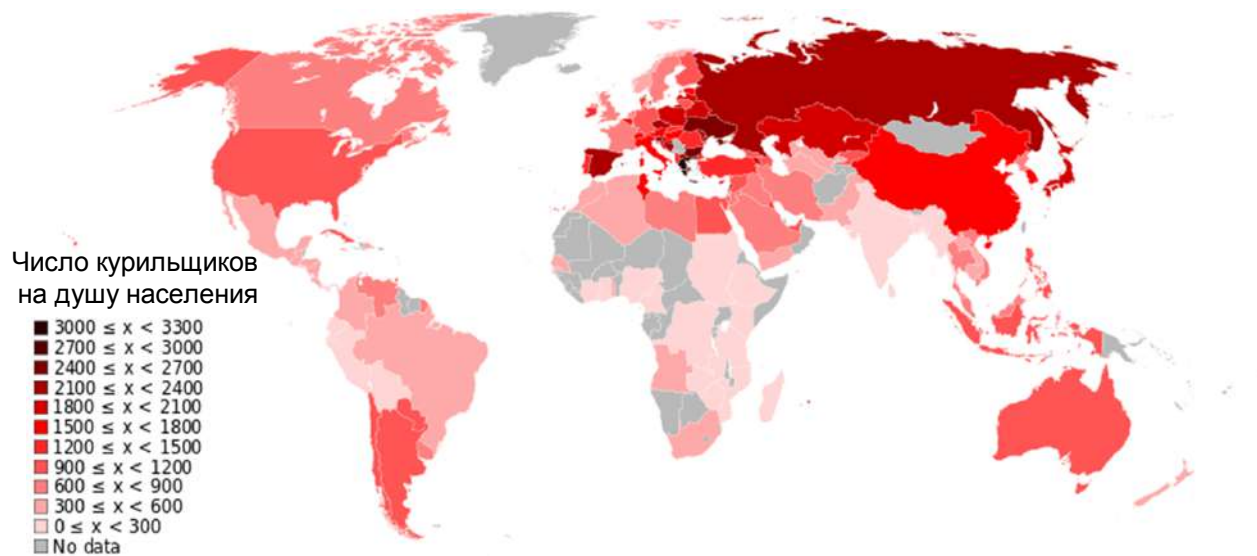 Число курильщиков
на душу населения
3000 ≤ x < 3300
2700 ≤ x < 3000
2400 ≤ x < 2700
2100 ≤ x < 2400
1800 ≤ x < 2100
1500 ≤ x < 1800
1200 ≤ x < 1500
900 ≤ x < 1200
600 ≤ x < 900
300 ≤ x < 600
0 ≤ x < 300
No data